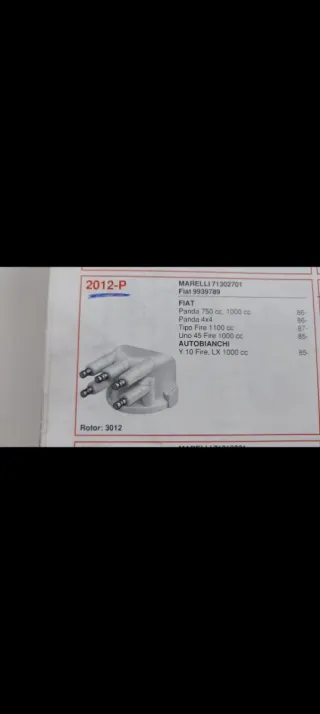 2012-P
MARELLI 71302701
Fiat 9939789
FIAT
Panda 750 cc, 1000 cc 86-
Panda 4x4 86-
Tipo Fire 1100 cc 87-
Uno 45 Fire 1000 cc 85-
AUTOBIANCHI
Y 10 Fire, LX 1000 cc 85-
Rotor: 3012